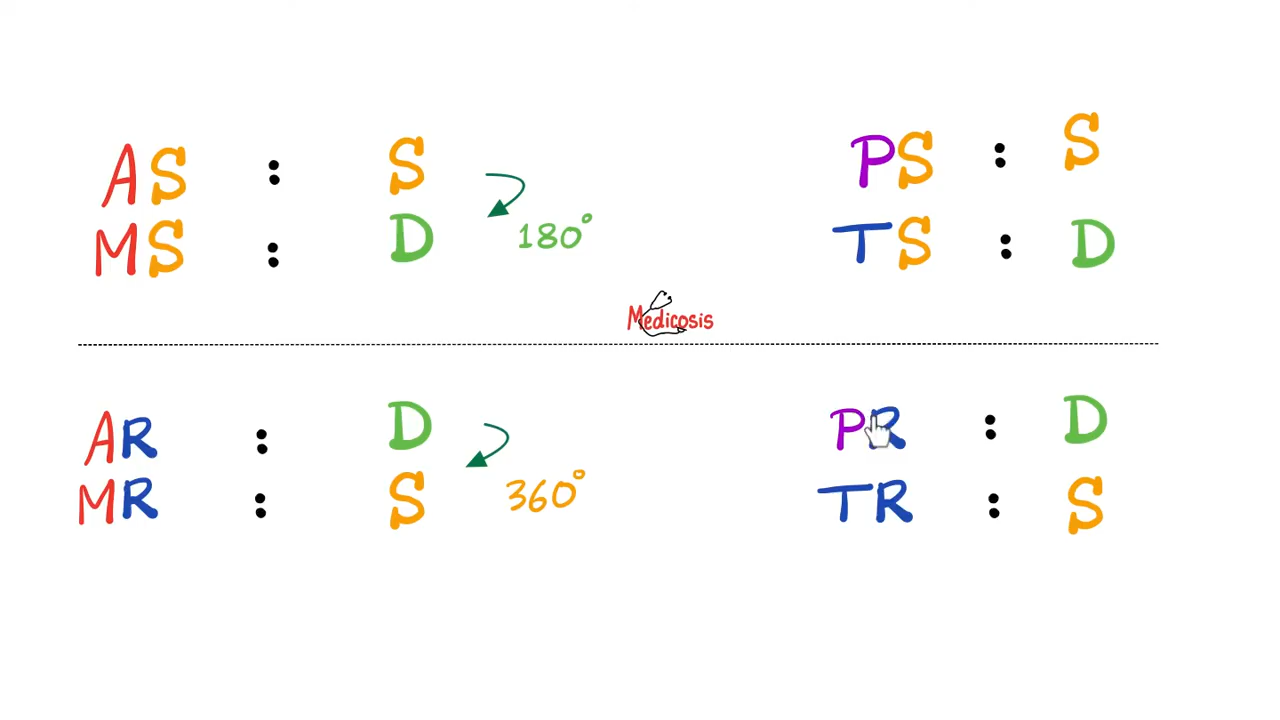 AS : S
MS : D
180°
PS : S
TS : D
Medicosis
AR : D
MR : S
360°
PR : D
TR : S